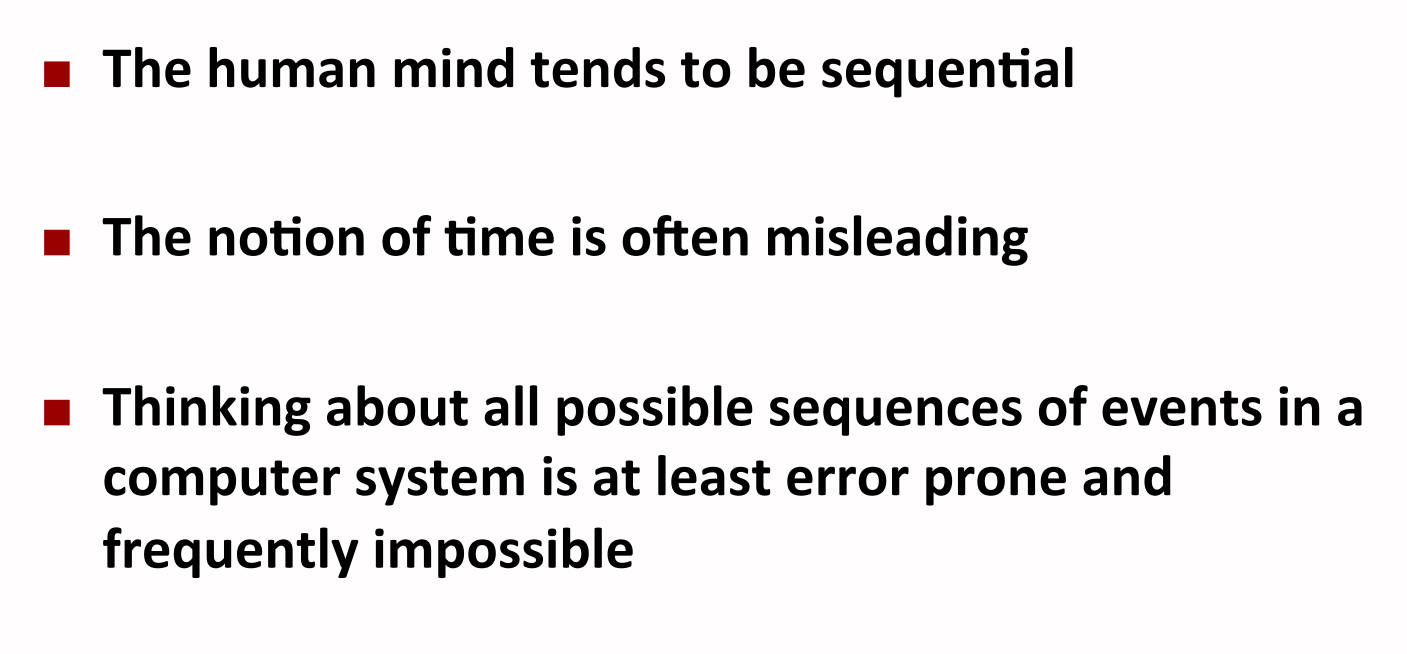 ■ The human mind tends to be sequential
■ The notion of time is often misleading
■ Thinking about all possible sequences of events in a
computer system is at least error prone and
frequently impossible